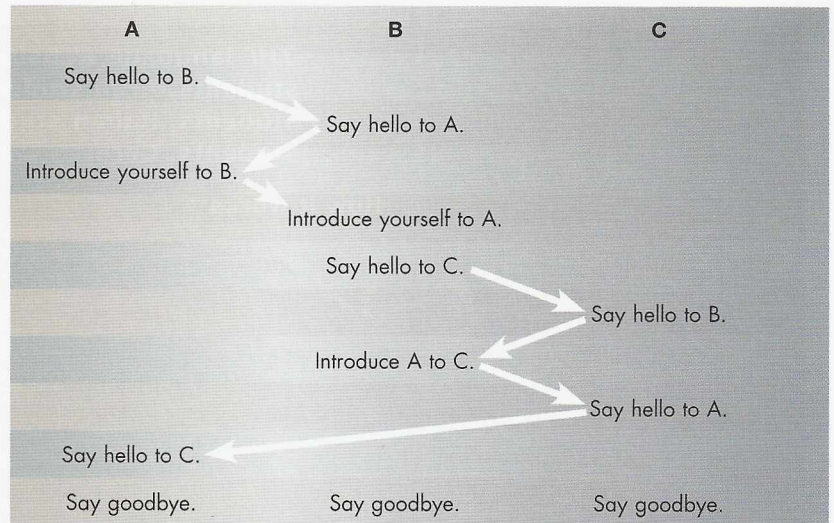 A B C
Say hello to B.
Say hello to A.
Introduce yourself to B.
Introduce yourself to A.
Say hello to C.
Say hello to B.
Introduce A to C.
Say hello to A.
Say hello to C.
Say goodbye. Say goodbye. Say goodbye.